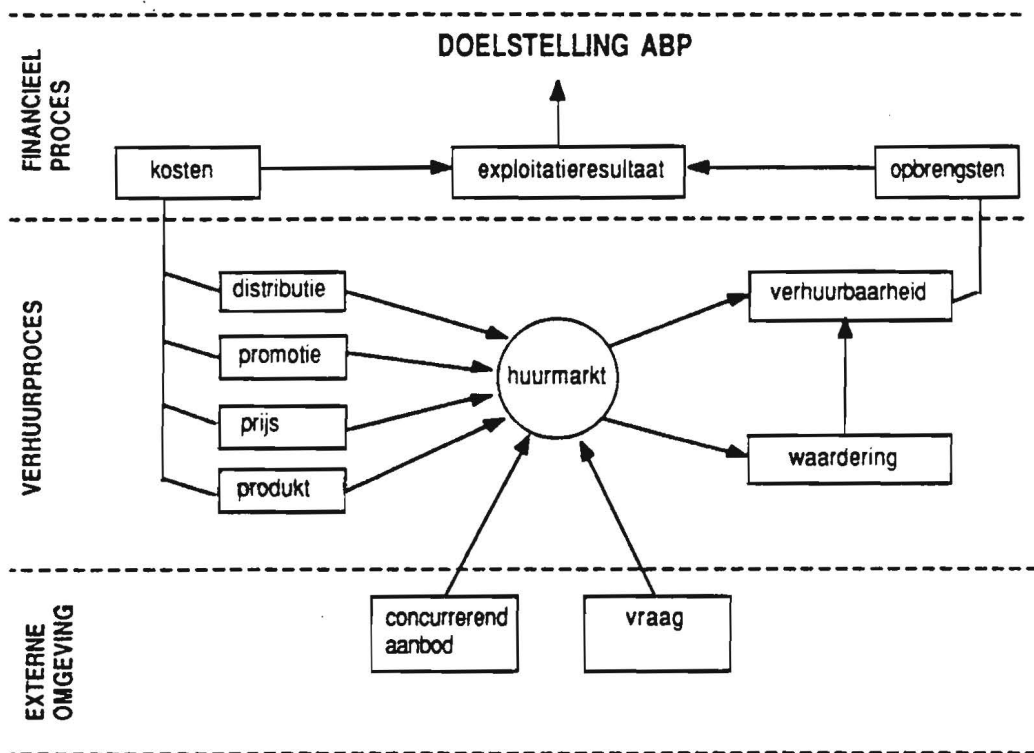 FINANCIEEL
PROCES
DOELSTELLING ABP
kosten
exploitatieresultaat
opbrengsten
VERHUURPROCES
distributie
promotie
prijs
produkt
huurmarkt
verhuurbaarheid
waardering
EXTERNE
OMGEVING
concurrerend
aanbod
vraag